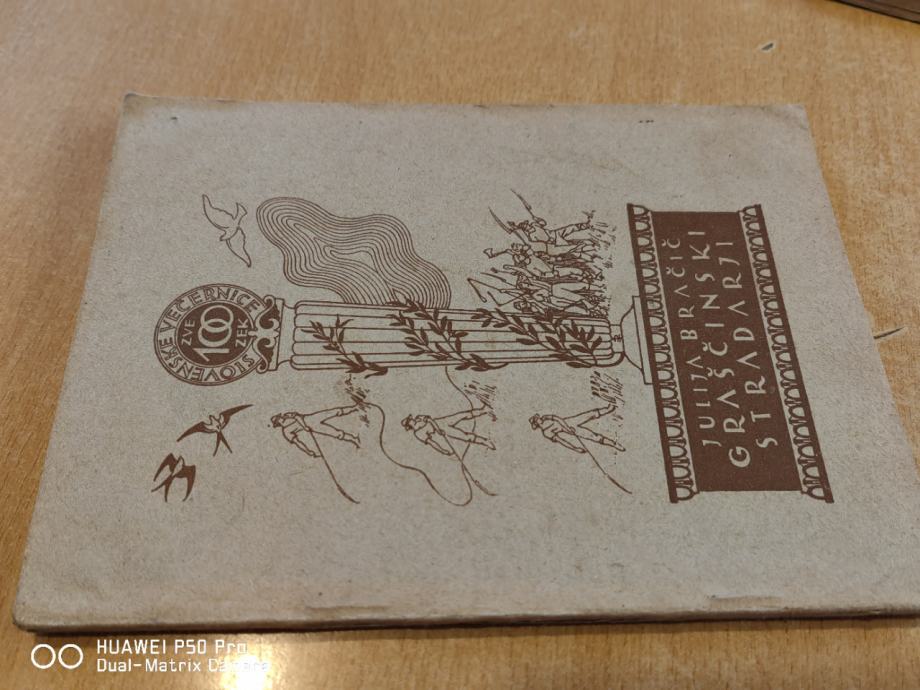 SLOVENSKE VEČERNICE
100
ZVE
ZEK
JULIJA BRAČIČ
GRAŠČINSKI
STRADARJI
HUAWEI P50 Pro
Dual-Matrix Camera